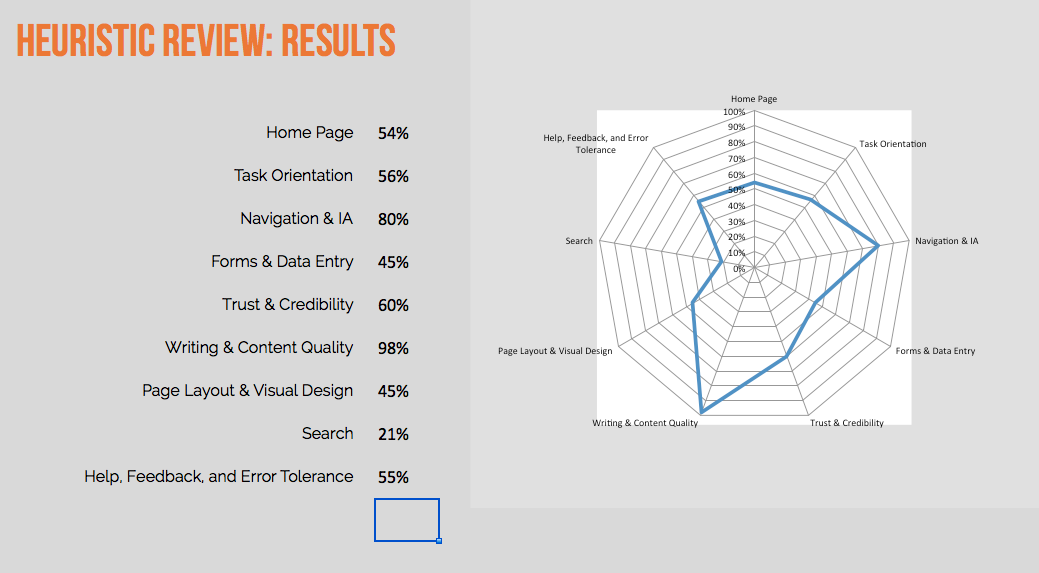 HEURISTIC REVIEW: RESULTS
Home Page 54%
Task Orientation 56%
Navigation & IA 80%
Forms & Data Entry 45%
Trust & Credibility 60%
Writing & Content Quality 98%
Page Layout & Visual Design 45%
Search 21%
Help, Feedback, and Error Tolerance 55%
Home Page
100%
90%
80%
70%
60%
50%
40%
30%
20%
10%
0%
Task Orientation
Navigation & IA
Forms & Data Entry
Trust & Credibility
Writing & Content Quality
Page Layout & Visual Design
Search
Help, Feedback, and Error
Tolerance